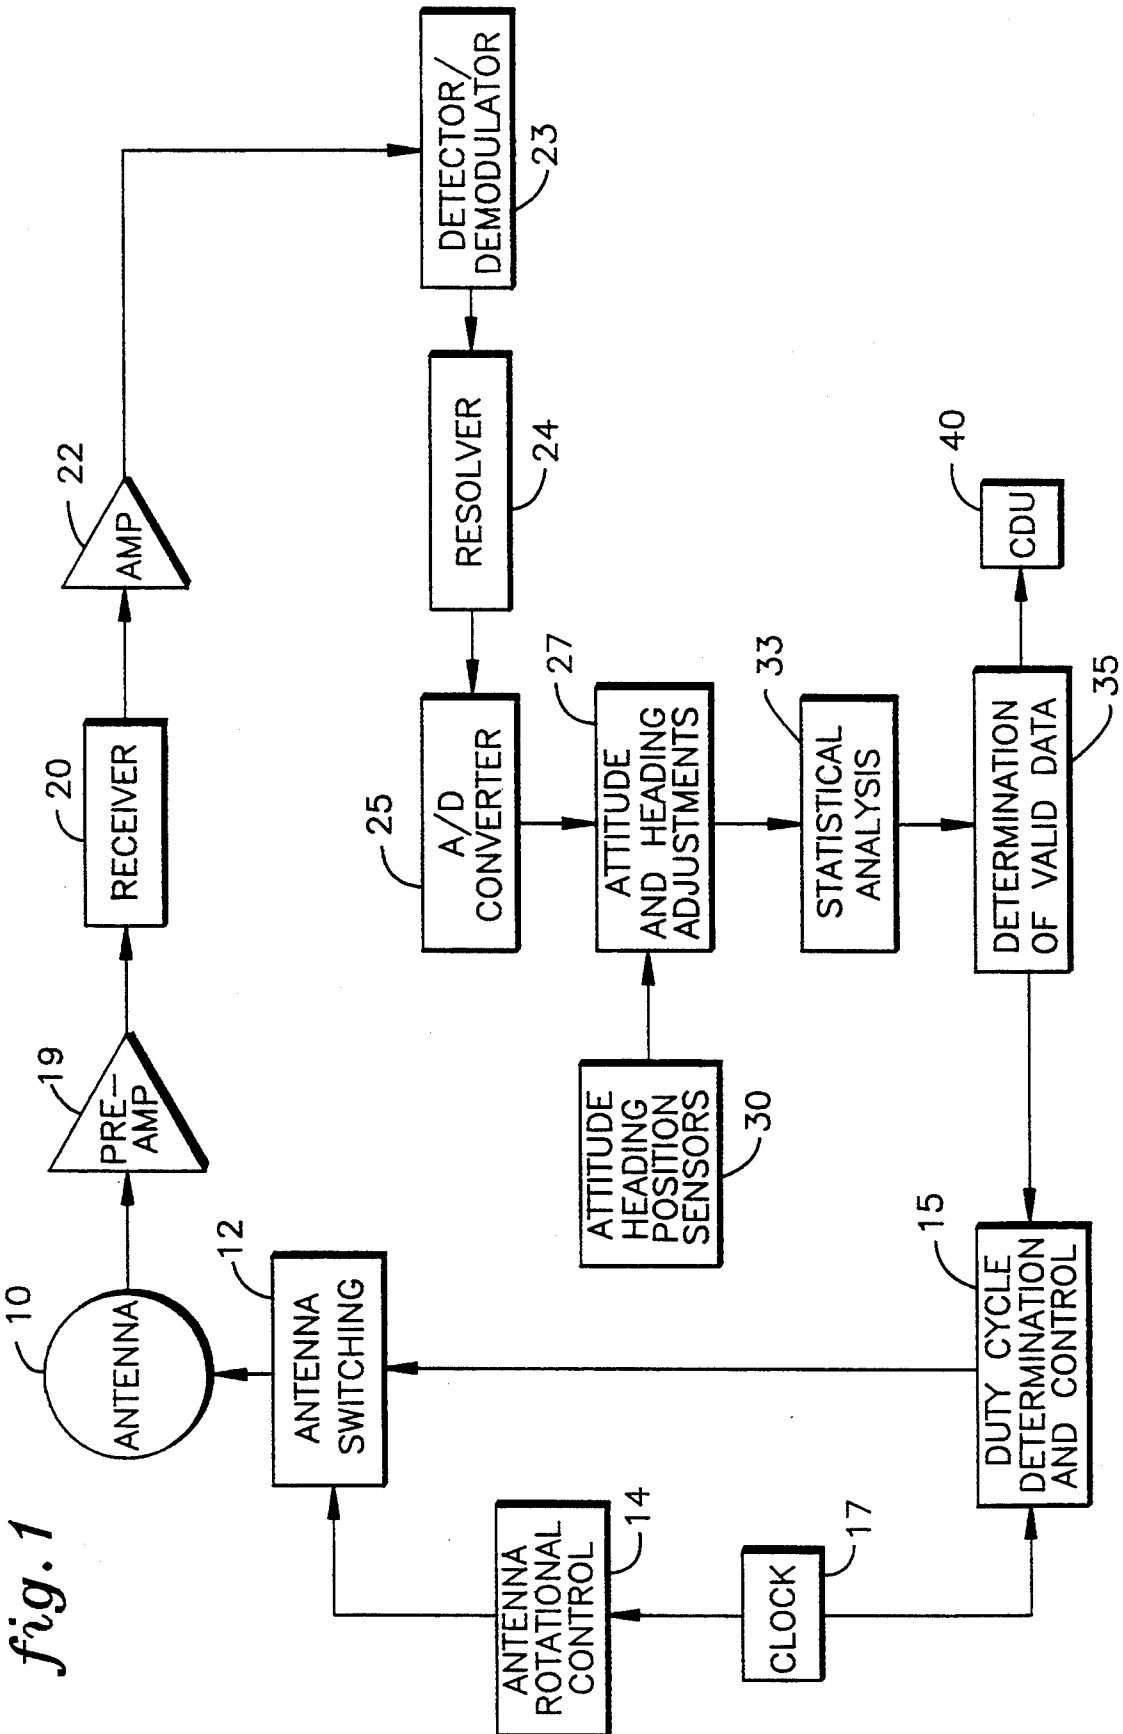 fig. 1
10
ANTENNA
19
PRE-
AMP
20
RECEIVER
22
AMP
12
ANTENNA
SWITCHING
14
ANTENNA
ROTATIONAL
CONTROL
17
CLOCK
15
DUTY CYCLE
DETERMINATION
AND CONTROL
DETECTOR/
DEMODULATOR
23
RESOLVER
24
25
A/D
CONVERTER
27
ATTITUDE
AND HEADING
ADJUSTMENTS
ATTITUDE
HEADING
POSITION
SENSORS
30
33
STATISTICAL
ANALYSIS
DETERMINATION
OF VALID DATA
35
40
CDU